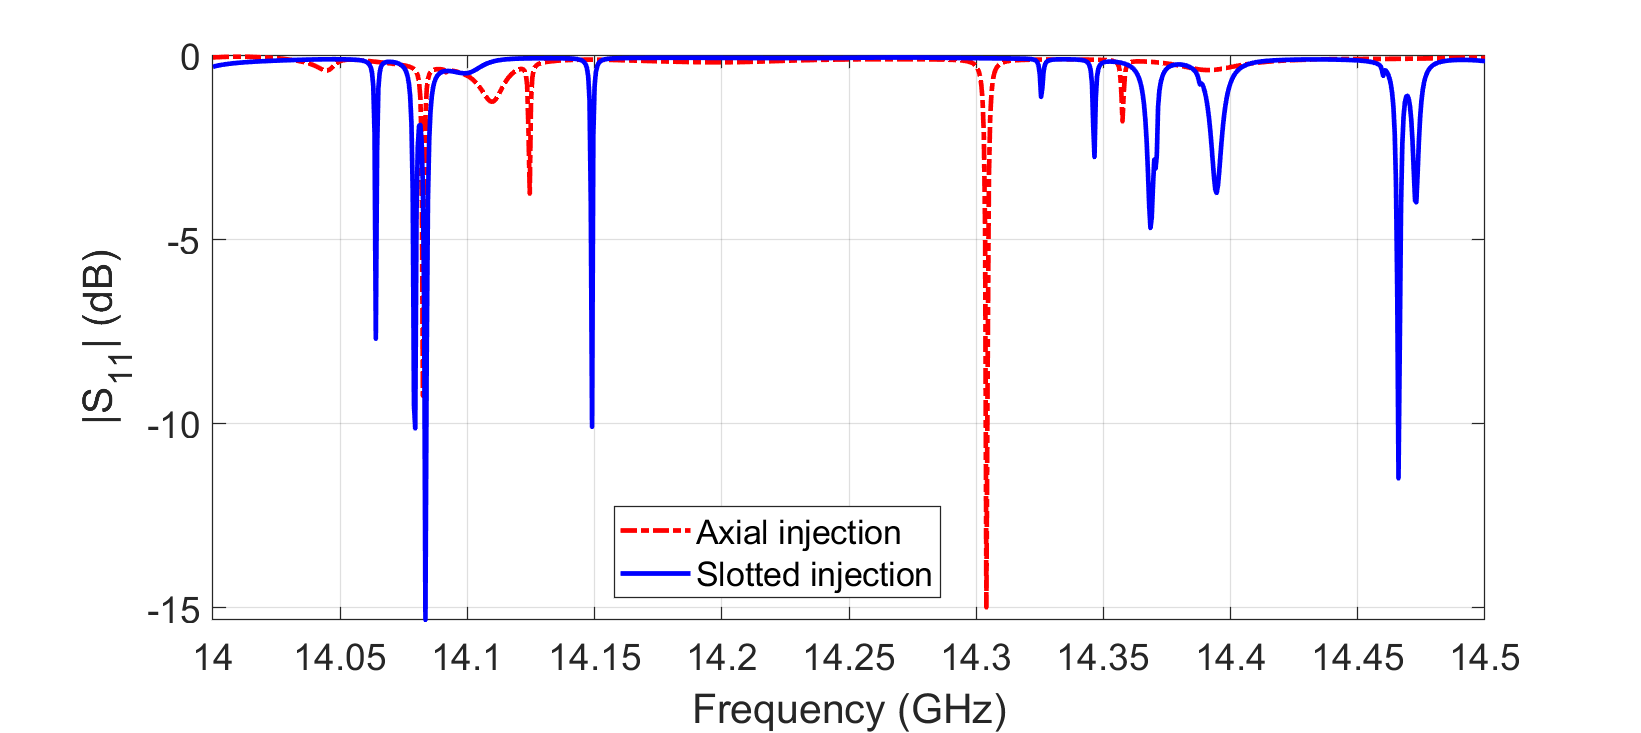 0
-5
-10
-15
|S11| (dB)
Axial injection
Slotted injection
14 14.05 14.1 14.15 14.2 14.25 14.3 14.35 14.4 14.45 14.5
Frequency (GHz)